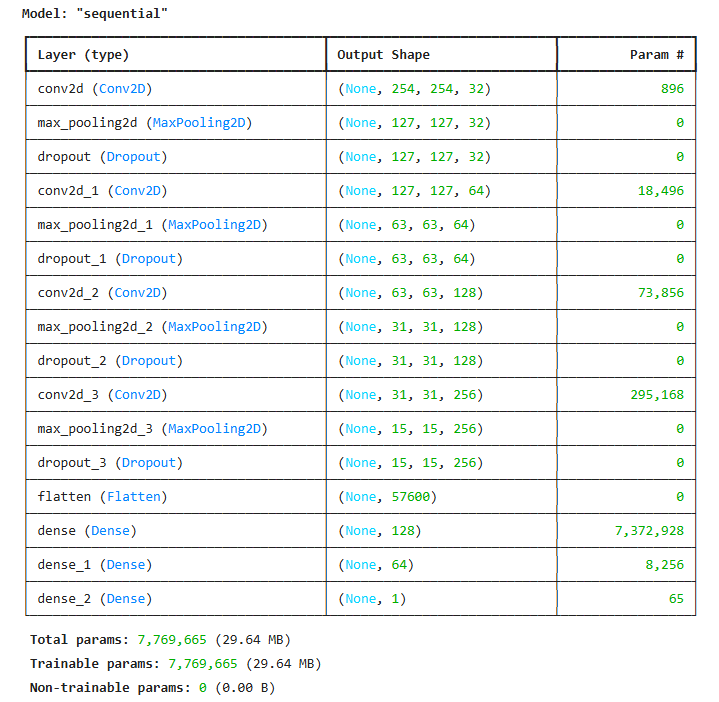 Model: "sequential"
Layer (type) Output Shape Param #
conv2d (Conv2D) (None, 254, 254, 32) 896
max_pooling2d (MaxPooling2D) (None, 127, 127, 32) 0
dropout (Dropout) (None, 127, 127, 32) 0
conv2d_1 (Conv2D) (None, 127, 127, 64) 18,496
max_pooling2d_1 (MaxPooling2D) (None, 63, 63, 64) 0
dropout_1 (Dropout) (None, 63, 63, 64) 0
conv2d_2 (Conv2D) (None, 63, 63, 128) 73,856
max_pooling2d_2 (MaxPooling2D) (None, 31, 31, 128) 0
dropout_2 (Dropout) (None, 31, 31, 128) 0
conv2d_3 (Conv2D) (None, 31, 31, 256) 295,168
max_pooling2d_3 (MaxPooling2D) (None, 15, 15, 256) 0
dropout_3 (Dropout) (None, 15, 15, 256) 0
flatten (Flatten) (None, 57600) 0
dense (Dense) (None, 128) 7,372,928
dense_1 (Dense) (None, 64) 8,256
dense_2 (Dense) (None, 1) 65
Total params: 7,769,665 (29.64 MB)
Trainable params: 7,769,665 (29.64 MB)
Non-trainable params: 0 (0.00 B)